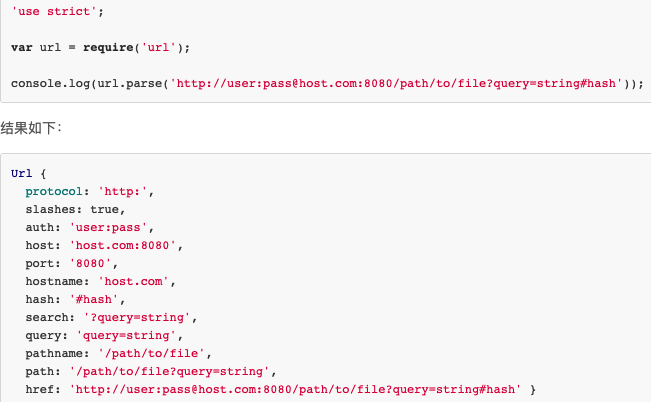 'use strict';
var url = require('url');
console.log(url.parse('http://user:pass@host.com:8080/path/to/file?query=string#hash'));
结果如下：
Url {
  protocol: 'http:',
  slashes: true,
  auth: 'user:pass',
  host: 'host.com:8080',
  port: '8080',
  hostname: 'host.com',
  hash: '#hash',
  search: '?query=string',
  query: 'query=string',
  pathname: '/path/to/file',
  path: '/path/to/file?query=string',
  href: 'http://user:pass@host.com:8080/path/to/file?query=string#hash' }